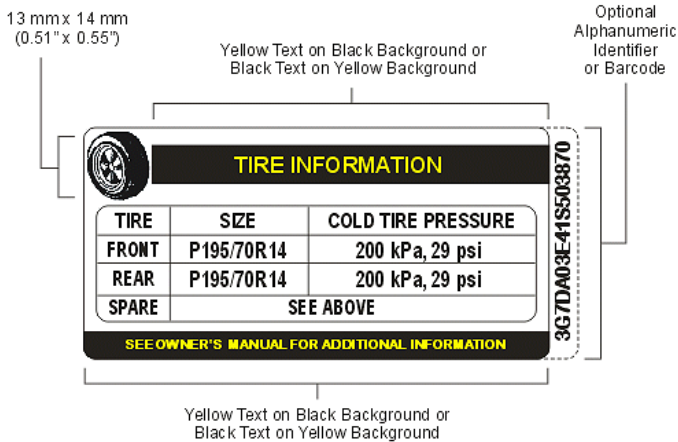 13 mm x 14 mm
(0.51" x 0.55")
Optional
Alphanumeric
Identifier
or Barcode
Yellow Text on Black Background or
Black Text on Yellow Background
TIRE INFORMATION
TIRE SIZE COLD TIRE PRESSURE
FRONT P195/70R14 200 kPa, 29 psi
REAR P195/70R14 200 kPa, 29 psi
SPARE SEE ABOVE
SEE OWNER'S MANUAL FOR ADDITIONAL INFORMATION
3G7DA03E41S503870
Yellow Text on Black Background or
Black Text on Yellow Background